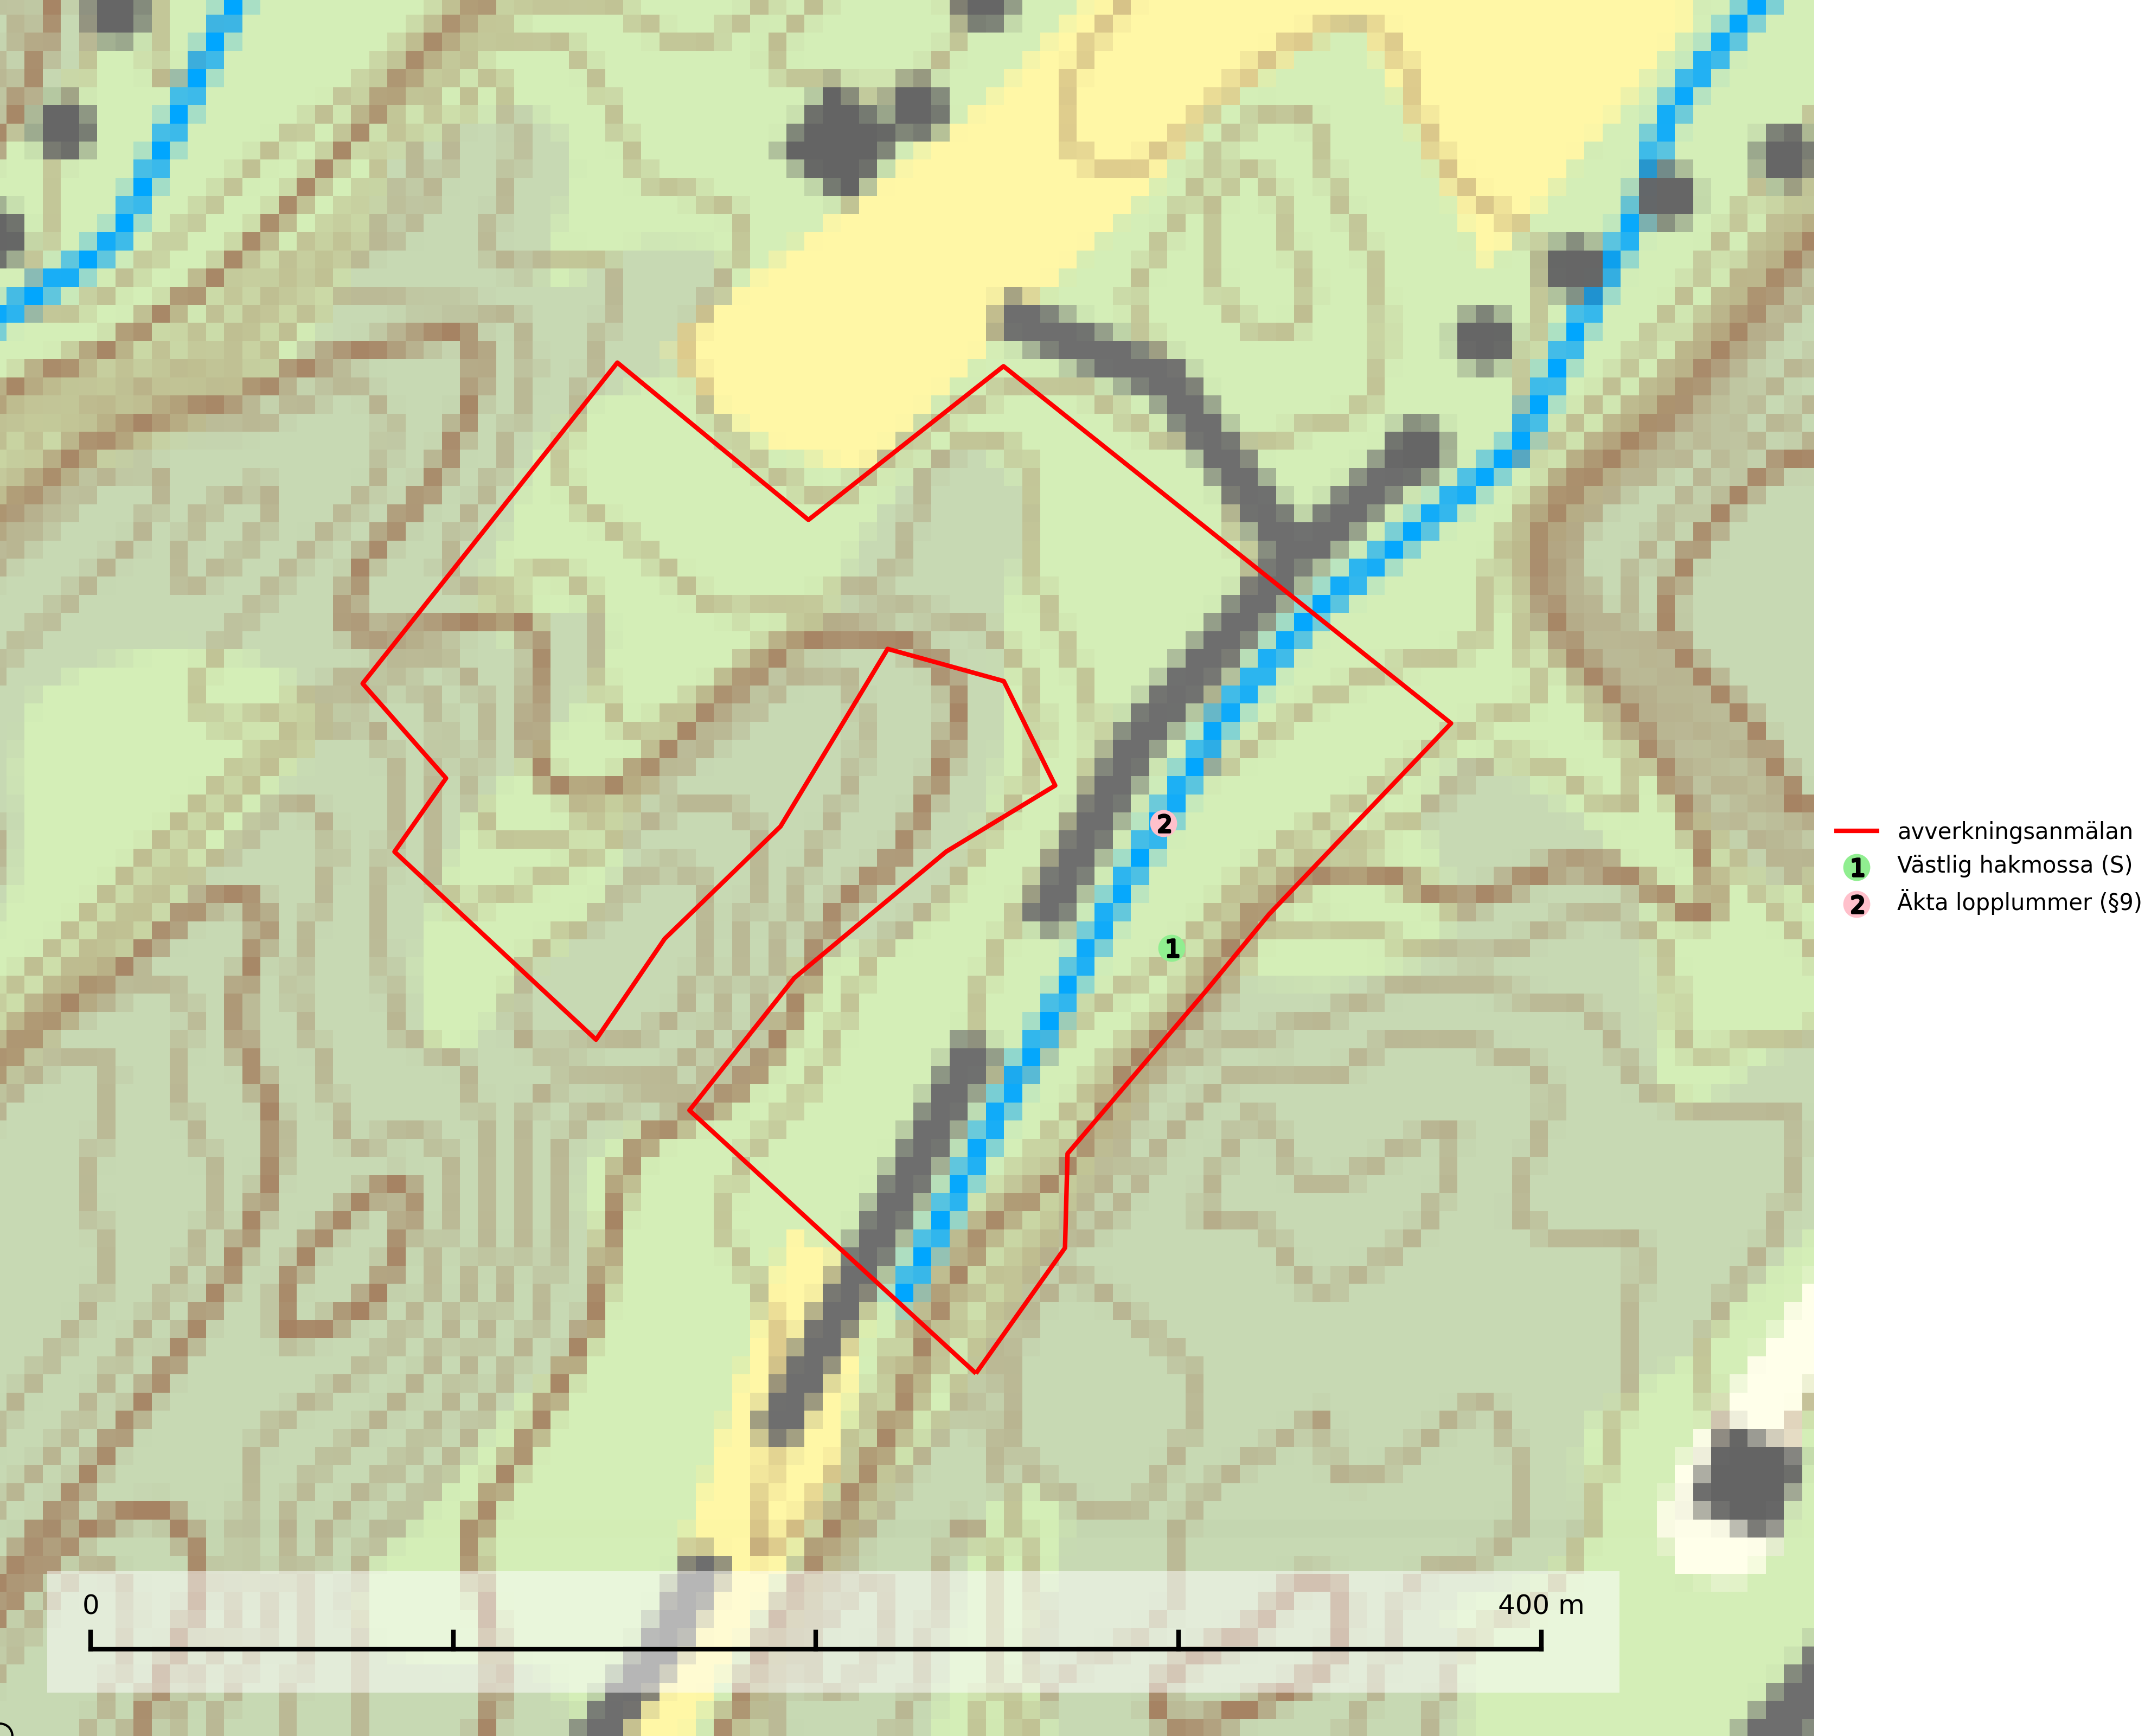 2
1
avverkningsanmälan
1 Västlig hakmossa (S)
2 Äkta lopplummer (§9)
0 400 m